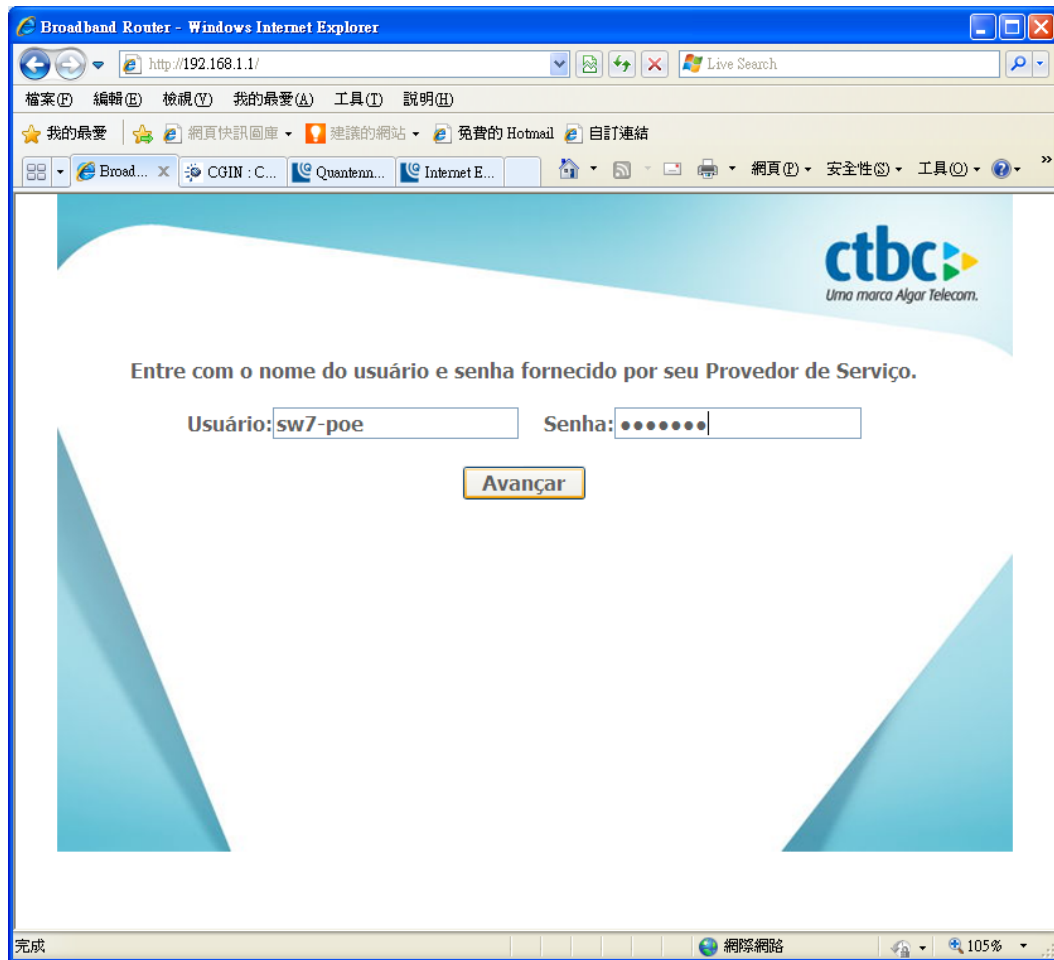 Broadband Router - Windows Internet Explorer
http://192.168.1.1/
Live Search
檔案(F) 編輯(E) 檢視(V) 我的最愛(A) 工具(T) 說明(H)
我的最愛 網頁快訊圖庫 建議的網站 免費的 Hotmail 自訂連結
Broad... CGIN : C... Quantenn... Internet E... 網頁(P) 安全性(S) 工具(O) »
ctbc
Uma marca Algar Telecom.
Entre com o nome do usuário e senha fornecido por seu Provedor de Serviço.
Usuário: sw7-poe Senha: •••••••
Avançar
完成 網際網路 105%